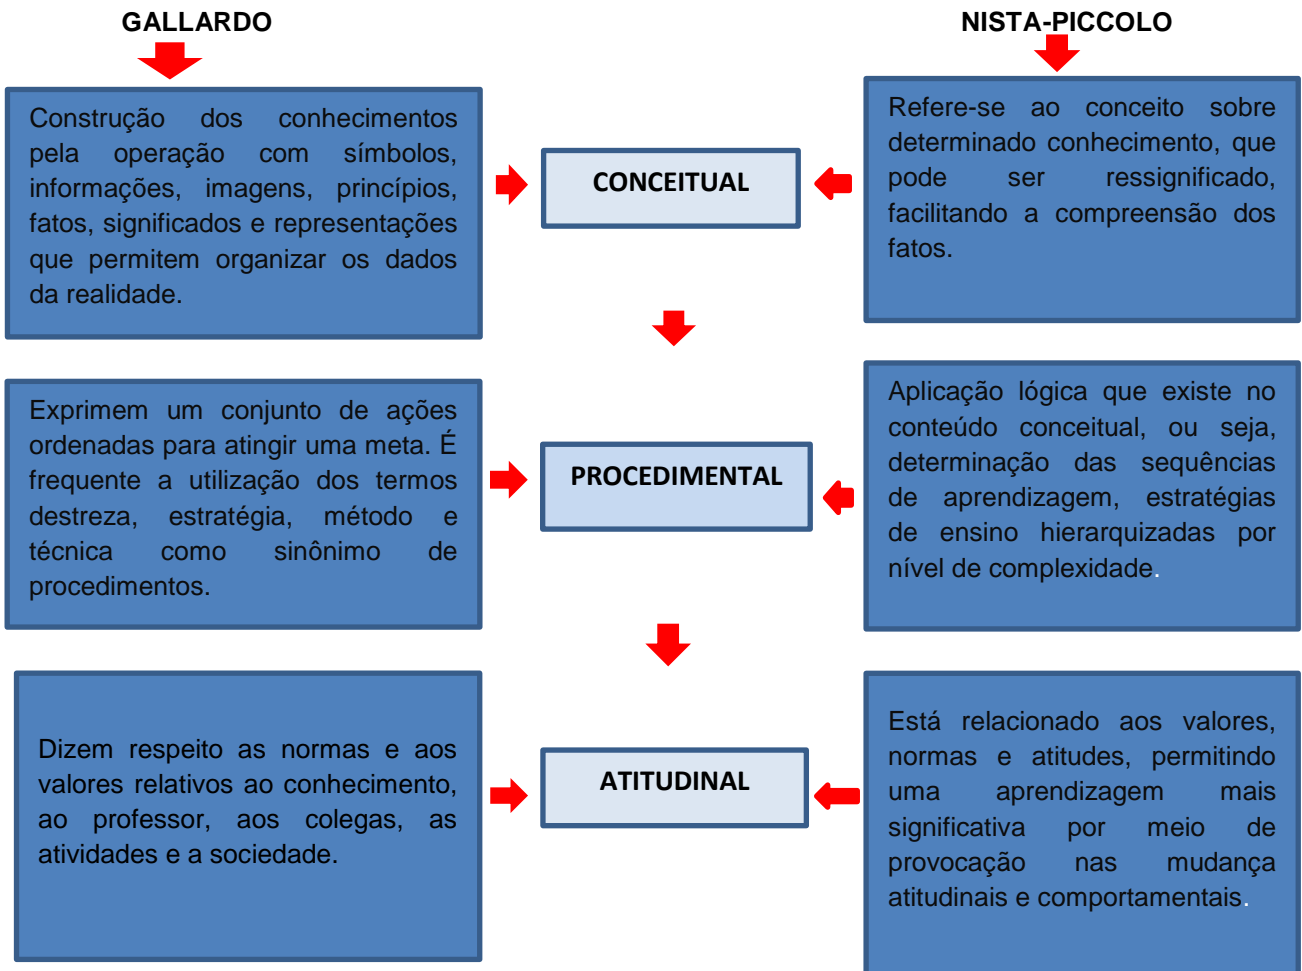 GALLARDO
NISTA-PICCOLO
Construção dos conhecimentos
pela operação com símbolos,
informações, imagens, princípios,
fatos, significados e representações
que permitem organizar os dados
da realidade.
CONCEITUAL
Refere-se ao conceito sobre
determinado conhecimento, que
pode ser ressignificado,
facilitando a compreensão dos
fatos.
Exprimem um conjunto de ações
ordenadas para atingir uma meta. É
frequente a utilização dos termos
destreza, estratégia, método e
técnica como sinônimo de
procedimentos.
PROCEDIMENTAL
Aplicação lógica que existe no
conteúdo conceitual, ou seja,
determinação das sequências
de aprendizagem, estratégias
de ensino hierarquizadas por
nível de complexidade.
Dizem respeito as normas e aos
valores relativos ao conhecimento,
ao professor, aos colegas, as
atividades e a sociedade.
ATITUDINAL
Está relacionado aos valores,
normas e atitudes, permitindo
uma aprendizagem mais
significativa por meio de
provocação nas mudança
atitudinais e comportamentais.